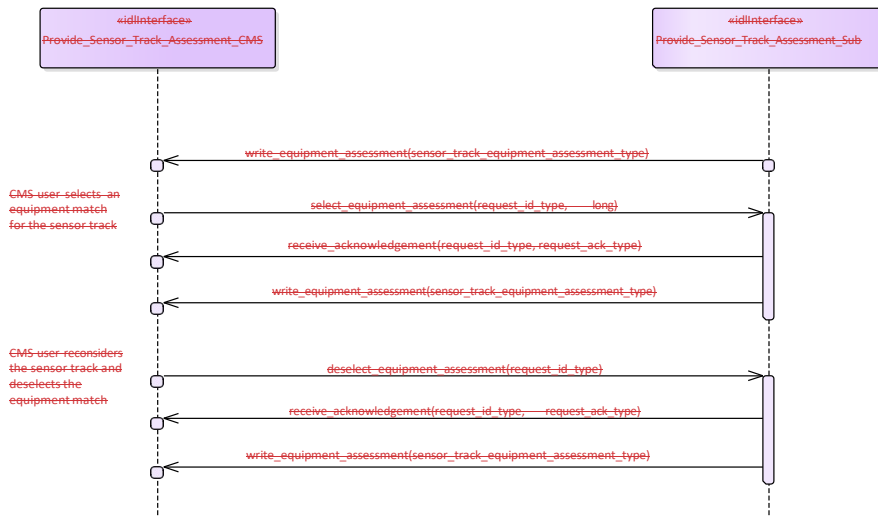 «idlInterface»
Provide_Sensor_Track_Assessment_CMS
«idlInterface»
Provide_Sensor_Track_Assessment_Sub
write_equipment_assessment(sensor_track_equipment_assessment_type)
CMS user selects an
equipment match
for the sensor track
select_equipment_assessment(request_id_type, long)
receive_acknowledgement(request_id_type, request_ack_type)
write_equipment_assessment(sensor_track_equipment_assessment_type)
CMS user reconsiders
the sensor track and
deselects the
equipment match
deselect_equipment_assessment(request_id_type)
receive_acknowledgement(request_id_type, request_ack_type)
write_equipment_assessment(sensor_track_equipment_assessment_type)